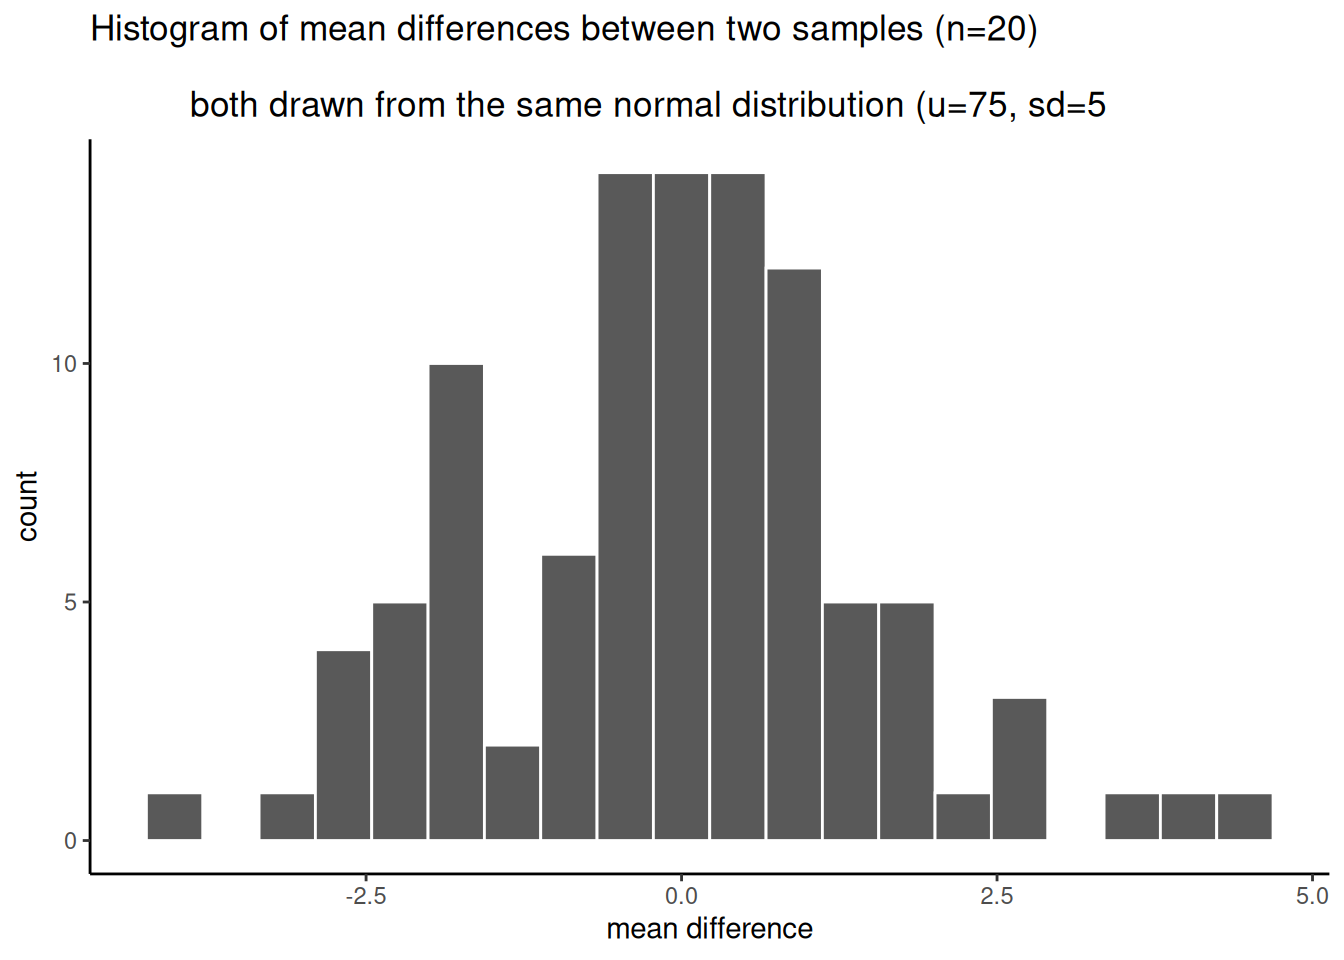 Histogram of mean differences between two samples (n=20)
both drawn from the same normal distribution (u=75, sd=5
10
5
0
count
-2.5
0.0
2.5
5.0
mean difference